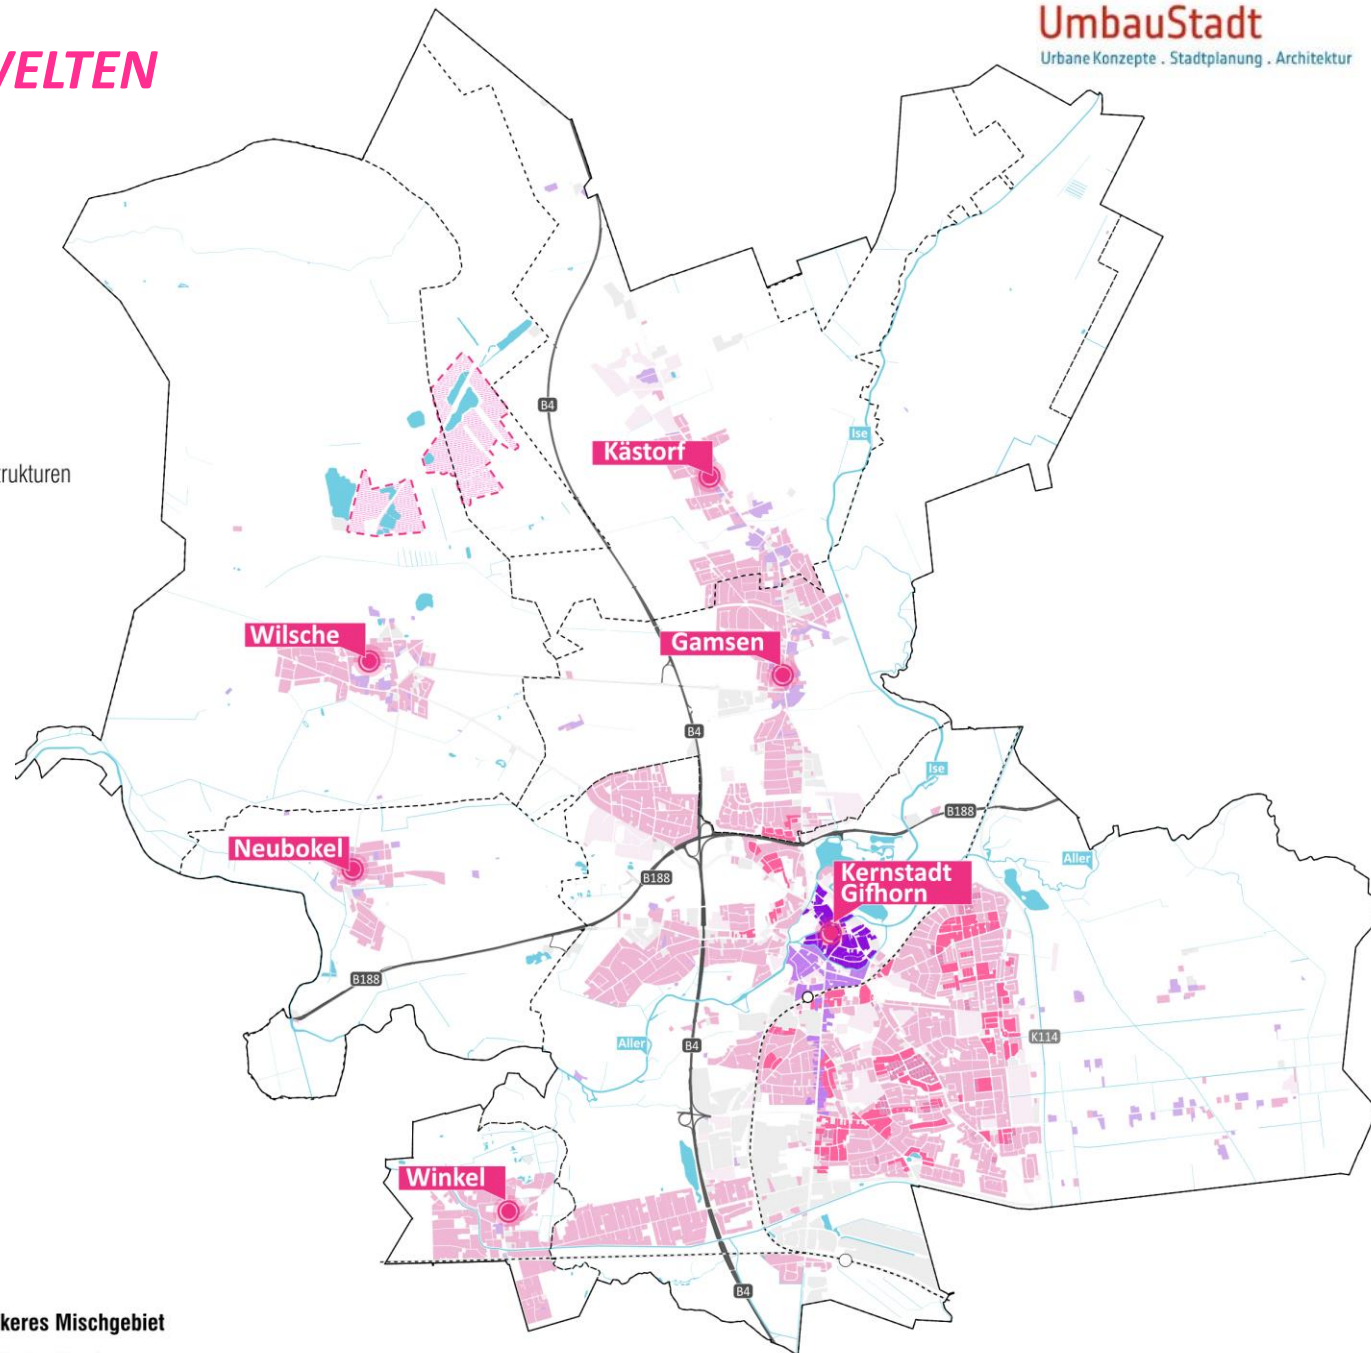 UmbauStadt
Urbane Konzepte . Stadtplanung . Architektur
VELTEN
B4
Ise
Kästorf
trukturen
Wilsche
Gamsen
B4
Ise
B188
Neubokel
B188
Kernstadt
Gifhorn
Aller
B188
Aller
B4
K114
Winkel
B4
keres Mischgebiet